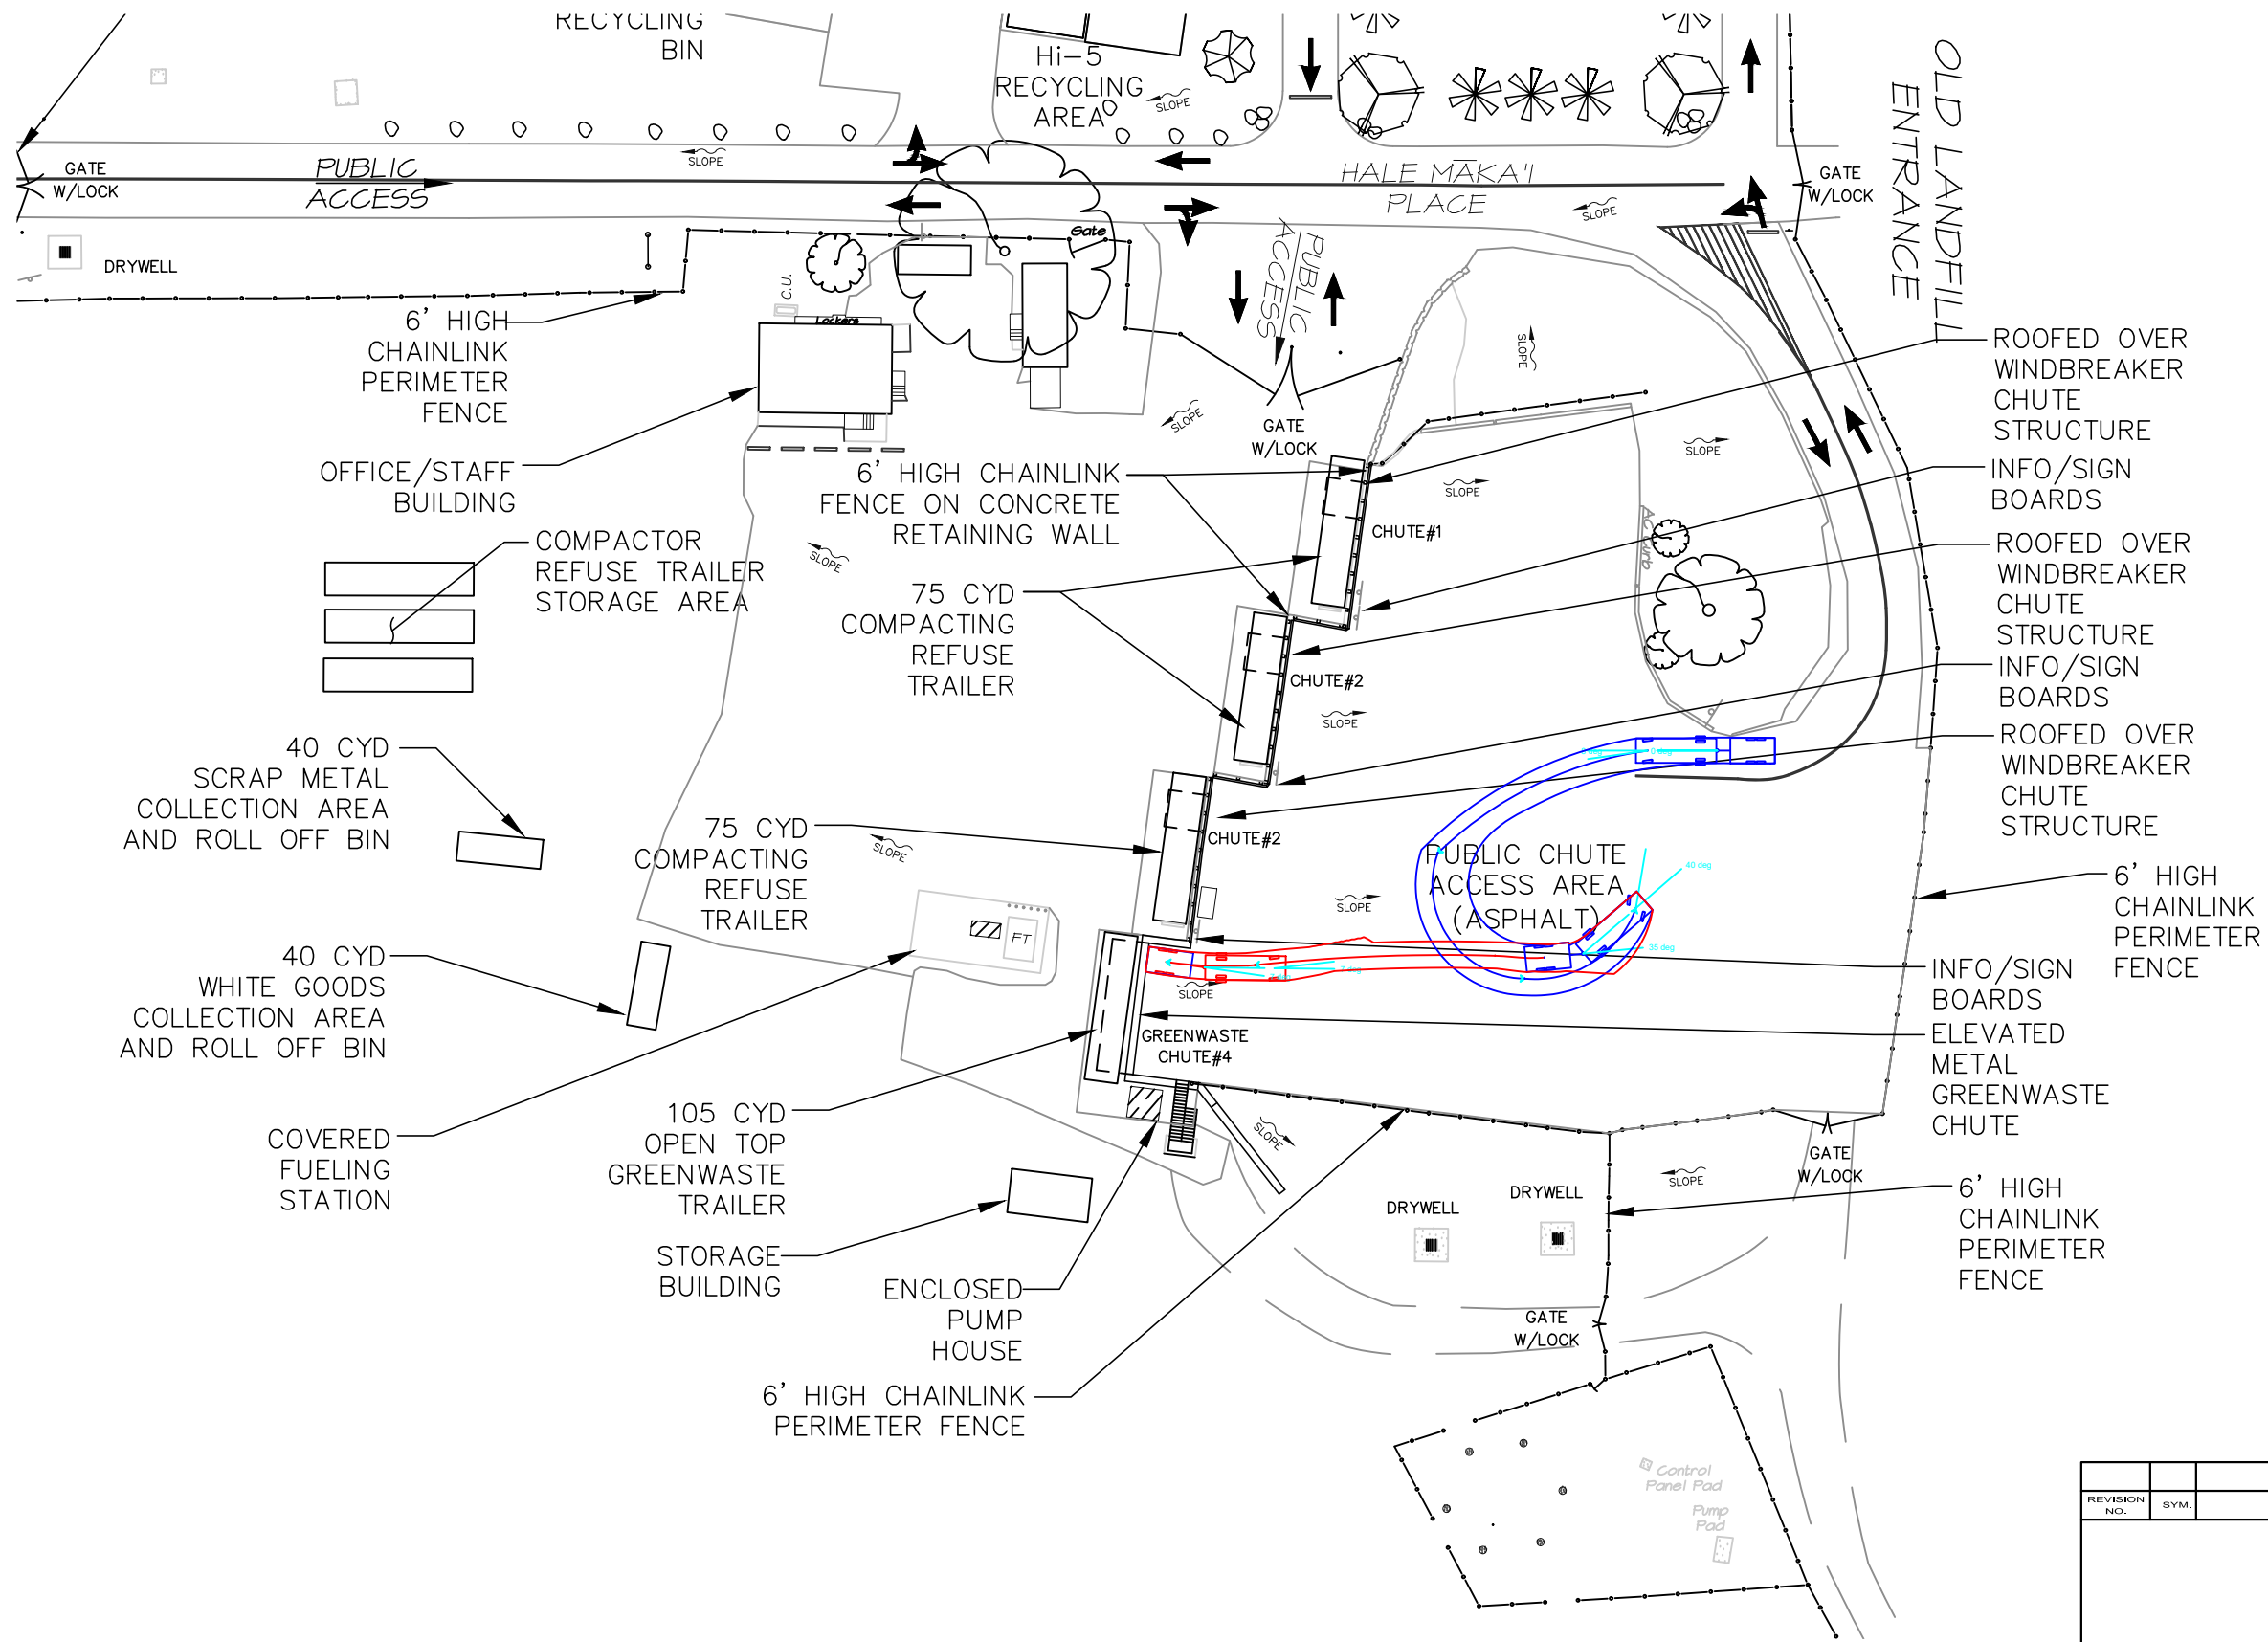 RECYCLING
BIN
Hi-5
RECYCLING
AREA
SLOPE
OLD LANDFILL
ENTRANCE
GATE
W/LOCK
PUBLIC
ACCESS
SLOPE
HALE MĀKA'I
PLACE
SLOPE
GATE
W/LOCK
DRYWELL
Gate
PUBLIC
ACCESS
C.U.
Lockers
6' HIGH
CHAINLINK
PERIMETER
FENCE
SLOPE
SLOPE
GATE
W/LOCK
ROOFED OVER
WINDBREAKER
CHUTE
STRUCTURE
OFFICE/STAFF
BUILDING
6' HIGH CHAINLINK
FENCE ON CONCRETE
RETAINING WALL
SLOPE
SLOPE
INFO/SIGN
BOARDS
COMPACTOR
REFUSE TRAILER
STORAGE AREA
SLOPE
CHUTE#1
AC curb
ROOFED OVER
WINDBREAKER
CHUTE
STRUCTURE
75 CYD
COMPACTING
REFUSE
TRAILER
CHUTE#2
SLOPE
INFO/SIGN
BOARDS
40 CYD
SCRAP METAL
COLLECTION AREA
AND ROLL OFF BIN
0 deg
ROOFED OVER
WINDBREAKER
CHUTE
STRUCTURE
75 CYD
COMPACTING
REFUSE
TRAILER
SLOPE
CHUTE#2
PUBLIC CHUTE
ACCESS AREA
(ASPHALT)
40 deg
SLOPE
6' HIGH
CHAINLINK
PERIMETER
FENCE
FT
35 deg
40 CYD
WHITE GOODS
COLLECTION AREA
AND ROLL OFF BIN
SLOPE
INFO/SIGN
BOARDS
GREENWASTE
CHUTE#4
ELEVATED
METAL
GREENWASTE
CHUTE
COVERED
FUELING
STATION
105 CYD
OPEN TOP
GREENWASTE
TRAILER
SLOPE
GATE
W/LOCK
SLOPE
DRYWELL
DRYWELL
6' HIGH
CHAINLINK
PERIMETER
FENCE
STORAGE
BUILDING
ENCLOSED
PUMP
HOUSE
GATE
W/LOCK
6' HIGH CHAINLINK
PERIMETER FENCE
Control
Panel Pad
Pump
Pad
REVISION
NO.
SYM.